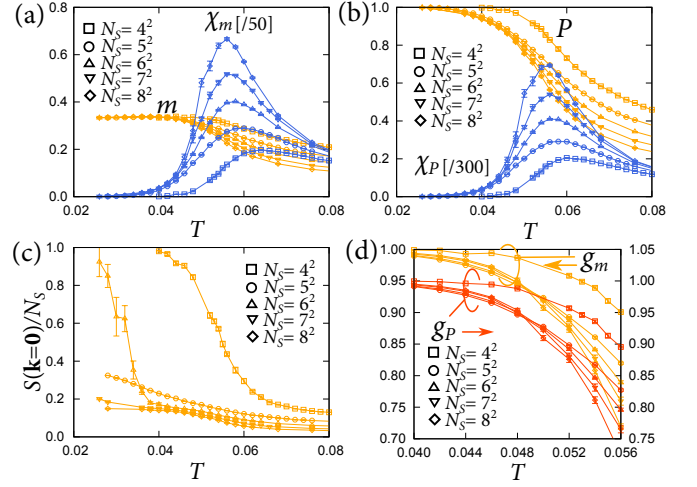 (a)
χm [/50]
NS= 4²
NS= 5²
NS= 6²
NS= 7²
NS= 8²
m
0.8
0.6
0.4
0.2
0.0
0.02 0.04 0.06 0.08
T
(b)
P
NS= 4²
NS= 5²
NS= 6²
NS= 7²
NS= 8²
χP [/300]
1.0
0.8
0.6
0.4
0.2
0.0
0.02 0.04 0.06 0.08
T
(c)
NS= 4²
NS= 5²
NS= 6²
NS= 7²
NS= 8²
S(k=0)/NS
1.0
0.8
0.6
0.4
0.2
0.0
0.02 0.04 0.06 0.08
T
(d)
gm
gP
NS= 4²
NS= 5²
NS= 6²
NS= 7²
NS= 8²
1.00
0.95
0.90
0.85
0.80
0.75
0.70
1.05
1.00
0.95
0.90
0.85
0.80
0.75
0.040 0.044 0.048 0.052 0.056
T